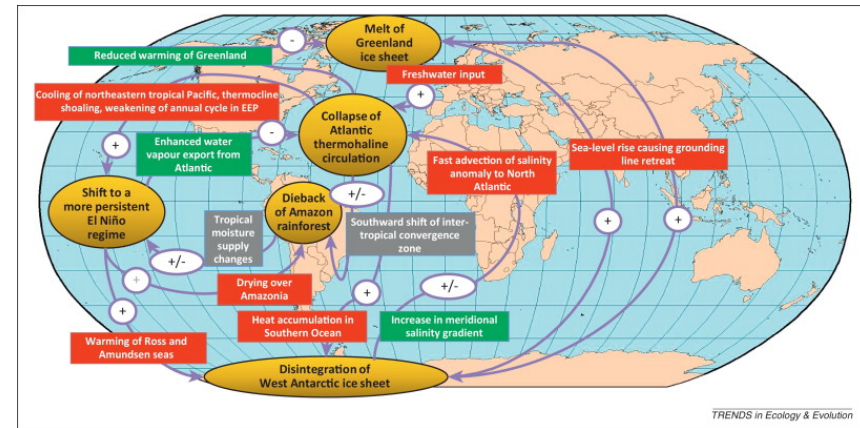 Melt of
Greenland
ice sheet
Reduced warming of Greenland
-
Freshwater input
+
Cooling of northeastern tropical Pacific, thermocline
shoaling, weakening of annual cycle in EEP
Collapse of
Atlantic
thermohaline
circulation
-
Enhanced water
vapour export from
Atlantic
+
Fast advection of salinity
anomaly to North
Atlantic
Sea-level rise causing grounding
line retreat
Shift to a
more persistent
El Niño
regime
Dieback
of Amazon
rainforest
+/-
Tropical
moisture
supply
changes
Southward shift of inter-
tropical convergence
zone
+
+
+/-
+
Drying over
Amazonia
+/-
+
+
Heat accumulation in
Southern Ocean
Increase in meridional
salinity gradient
Warming of Ross and
Amundsen seas
Disintegration of
West Antarctic ice sheet
TRENDS in Ecology & Evolution